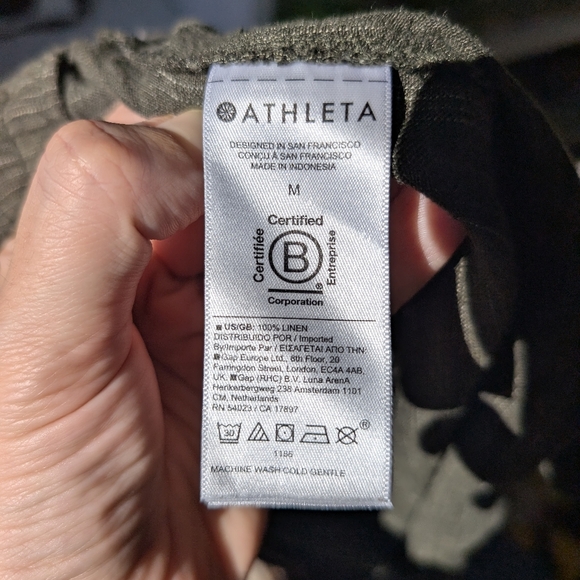 ATHLETA
DESIGNED IN SAN FRANCISCO
CONÇU À SAN FRANCISCO
MADE IN INDONESIA
M
Certified
Certifiée
B
Entreprise
®
Corporation
US/GB: 100% LINEN
DISTRIBUIDO POR / Imported
By/Importe Par / ΕΙΣΑΓΕΤΑΙ ΑΠΟ ΤΗΝ
Gap Europe Ltd., 6th Floor, 20
Farringdon Street, London, EC4A 4AB,
UK, Gap (RHC) B.V. Luna ArenA
Herikerbergweg 238 Amsterdam 1101
CM, Netherlands
RN 54023 / CA 17897
30
®
1186
MACHINE WASH COLD GENTLE